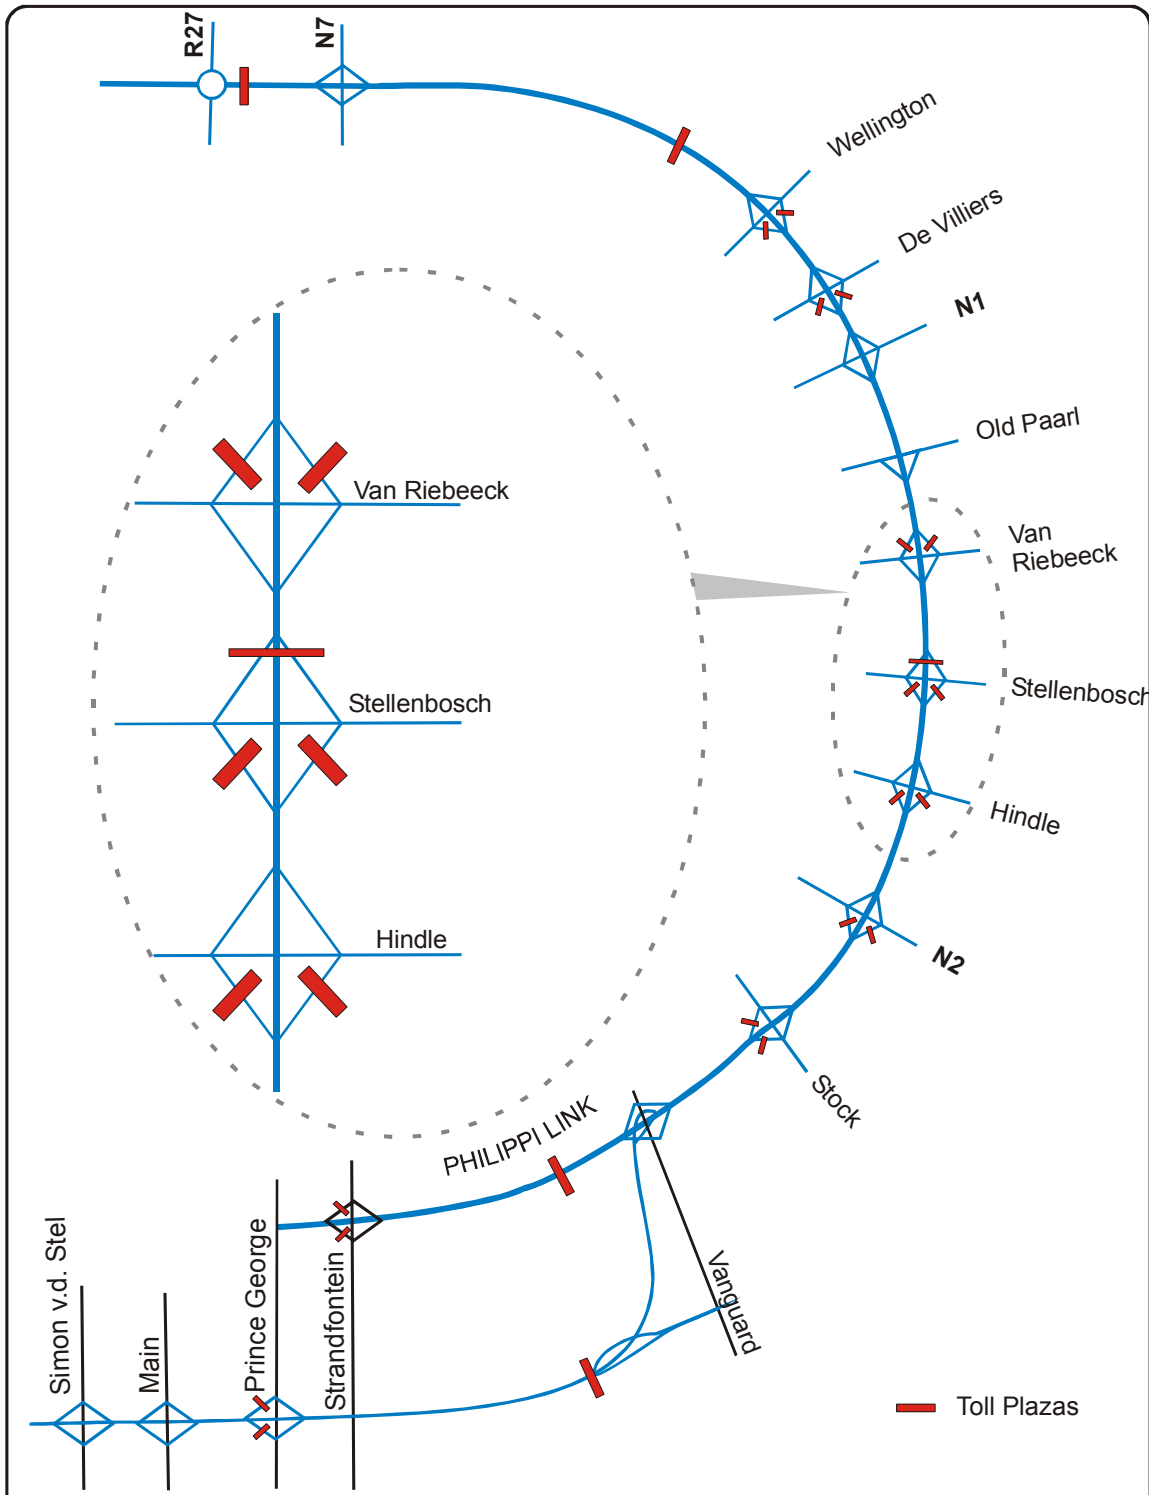 R27
N7
Wellington
De Villiers
N1
Old Paarl
Van
Riebeeck
Van Riebeeck
Stellenbosch
Stellenbosch
Hindle
Hindle
N2
Stock
PHILIPPI LINK
Vanguard
Simon v.d. Stel
Main
Prince George
Strandfontein
Toll Plazas